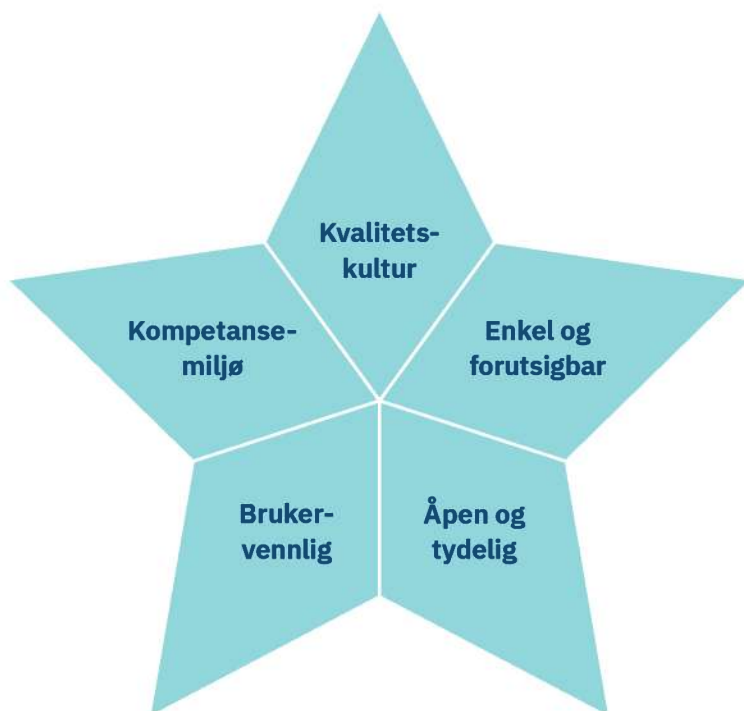 Kvalitets-
kultur
Kompetanse-
miljø
Enkel og
forutsigbar
Bruker-
vennlig
Åpen og
tydelig